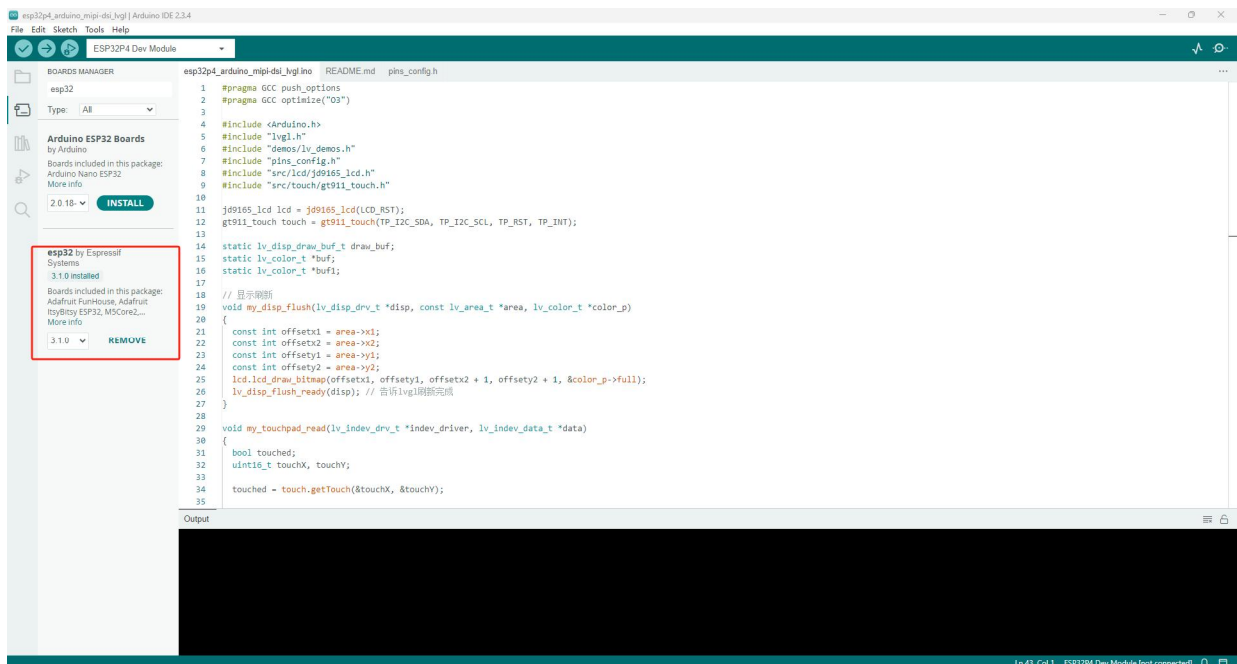 esp32p4_arduino_mipi-dsi_lvgl | Arduino IDE 2.3.4
File Edit Sketch Tools Help
ESP32P4 Dev Module
BOARDS MANAGER
esp32
Type: All
Arduino ESP32 Boards
by Arduino
Boards included in this package:
Arduino Nano ESP32
More info
2.0.18-
INSTALL
esp32 by Espressif
Systems
3.1.0 installed
Boards included in this package:
Adafruit FunHouse, Adafruit
ItsyBitsy ESP32, M5Core2,...
More info
3.1.0
REMOVE
esp32p4_arduino_mipi-dsi_lvgl.ino README.md pins_config.h
1 #pragma GCC push_options
2 #pragma GCC optimize("O3")
3
4 #include <Arduino.h>
5 #include "lvgl.h"
6 #include "demos/lv_demos.h"
7 #include "pins_config.h"
8 #include "src/lcd/jd9165_lcd.h"
9 #include "src/touch/gt911_touch.h"
10
11 jd9165_lcd lcd = jd9165_lcd(LCD_RST);
12 gt911_touch touch = gt911_touch(TP_I2C_SDA, TP_I2C_SCL, TP_RST, TP_INT);
13
14 static lv_disp_draw_buf_t draw_buf;
15 static lv_color_t *buf;
16 static lv_color_t *buf1;
17
18 // 显示刷新
19 void my_disp_flush(lv_disp_drv_t *disp, const lv_area_t *area, lv_color_t *color_p)
20 {
21 const int offsetx1 = area->x1;
22 const int offsetx2 = area->x2;
23 const int offsety1 = area->y1;
24 const int offsety2 = area->y2;
25 lcd.lcd_draw_bitmap(offsetx1, offsety1, offsetx2 + 1, offsety2 + 1, &color_p->full);
26 lv_disp_flush_ready(disp); // 告诉lvgl刷新完成
27 }
28
29 void my_touchpad_read(lv_indev_drv_t *indev_driver, lv_indev_data_t *data)
30 {
31 bool touched;
32 uint16_t touchX, touchY;
33
34 touched = touch.getTouch(&touchX, &touchY);
35
Output
Ln 43, Col 1 ESP32P4 Dev Module [not connected]